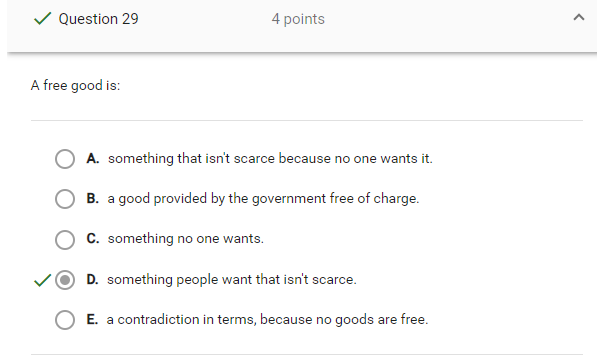 Question 29 4 points
A free good is:
A. something that isn't scarce because no one wants it.
B. a good provided by the government free of charge.
C. something no one wants.
D. something people want that isn't scarce.
E. a contradiction in terms, because no goods are free.